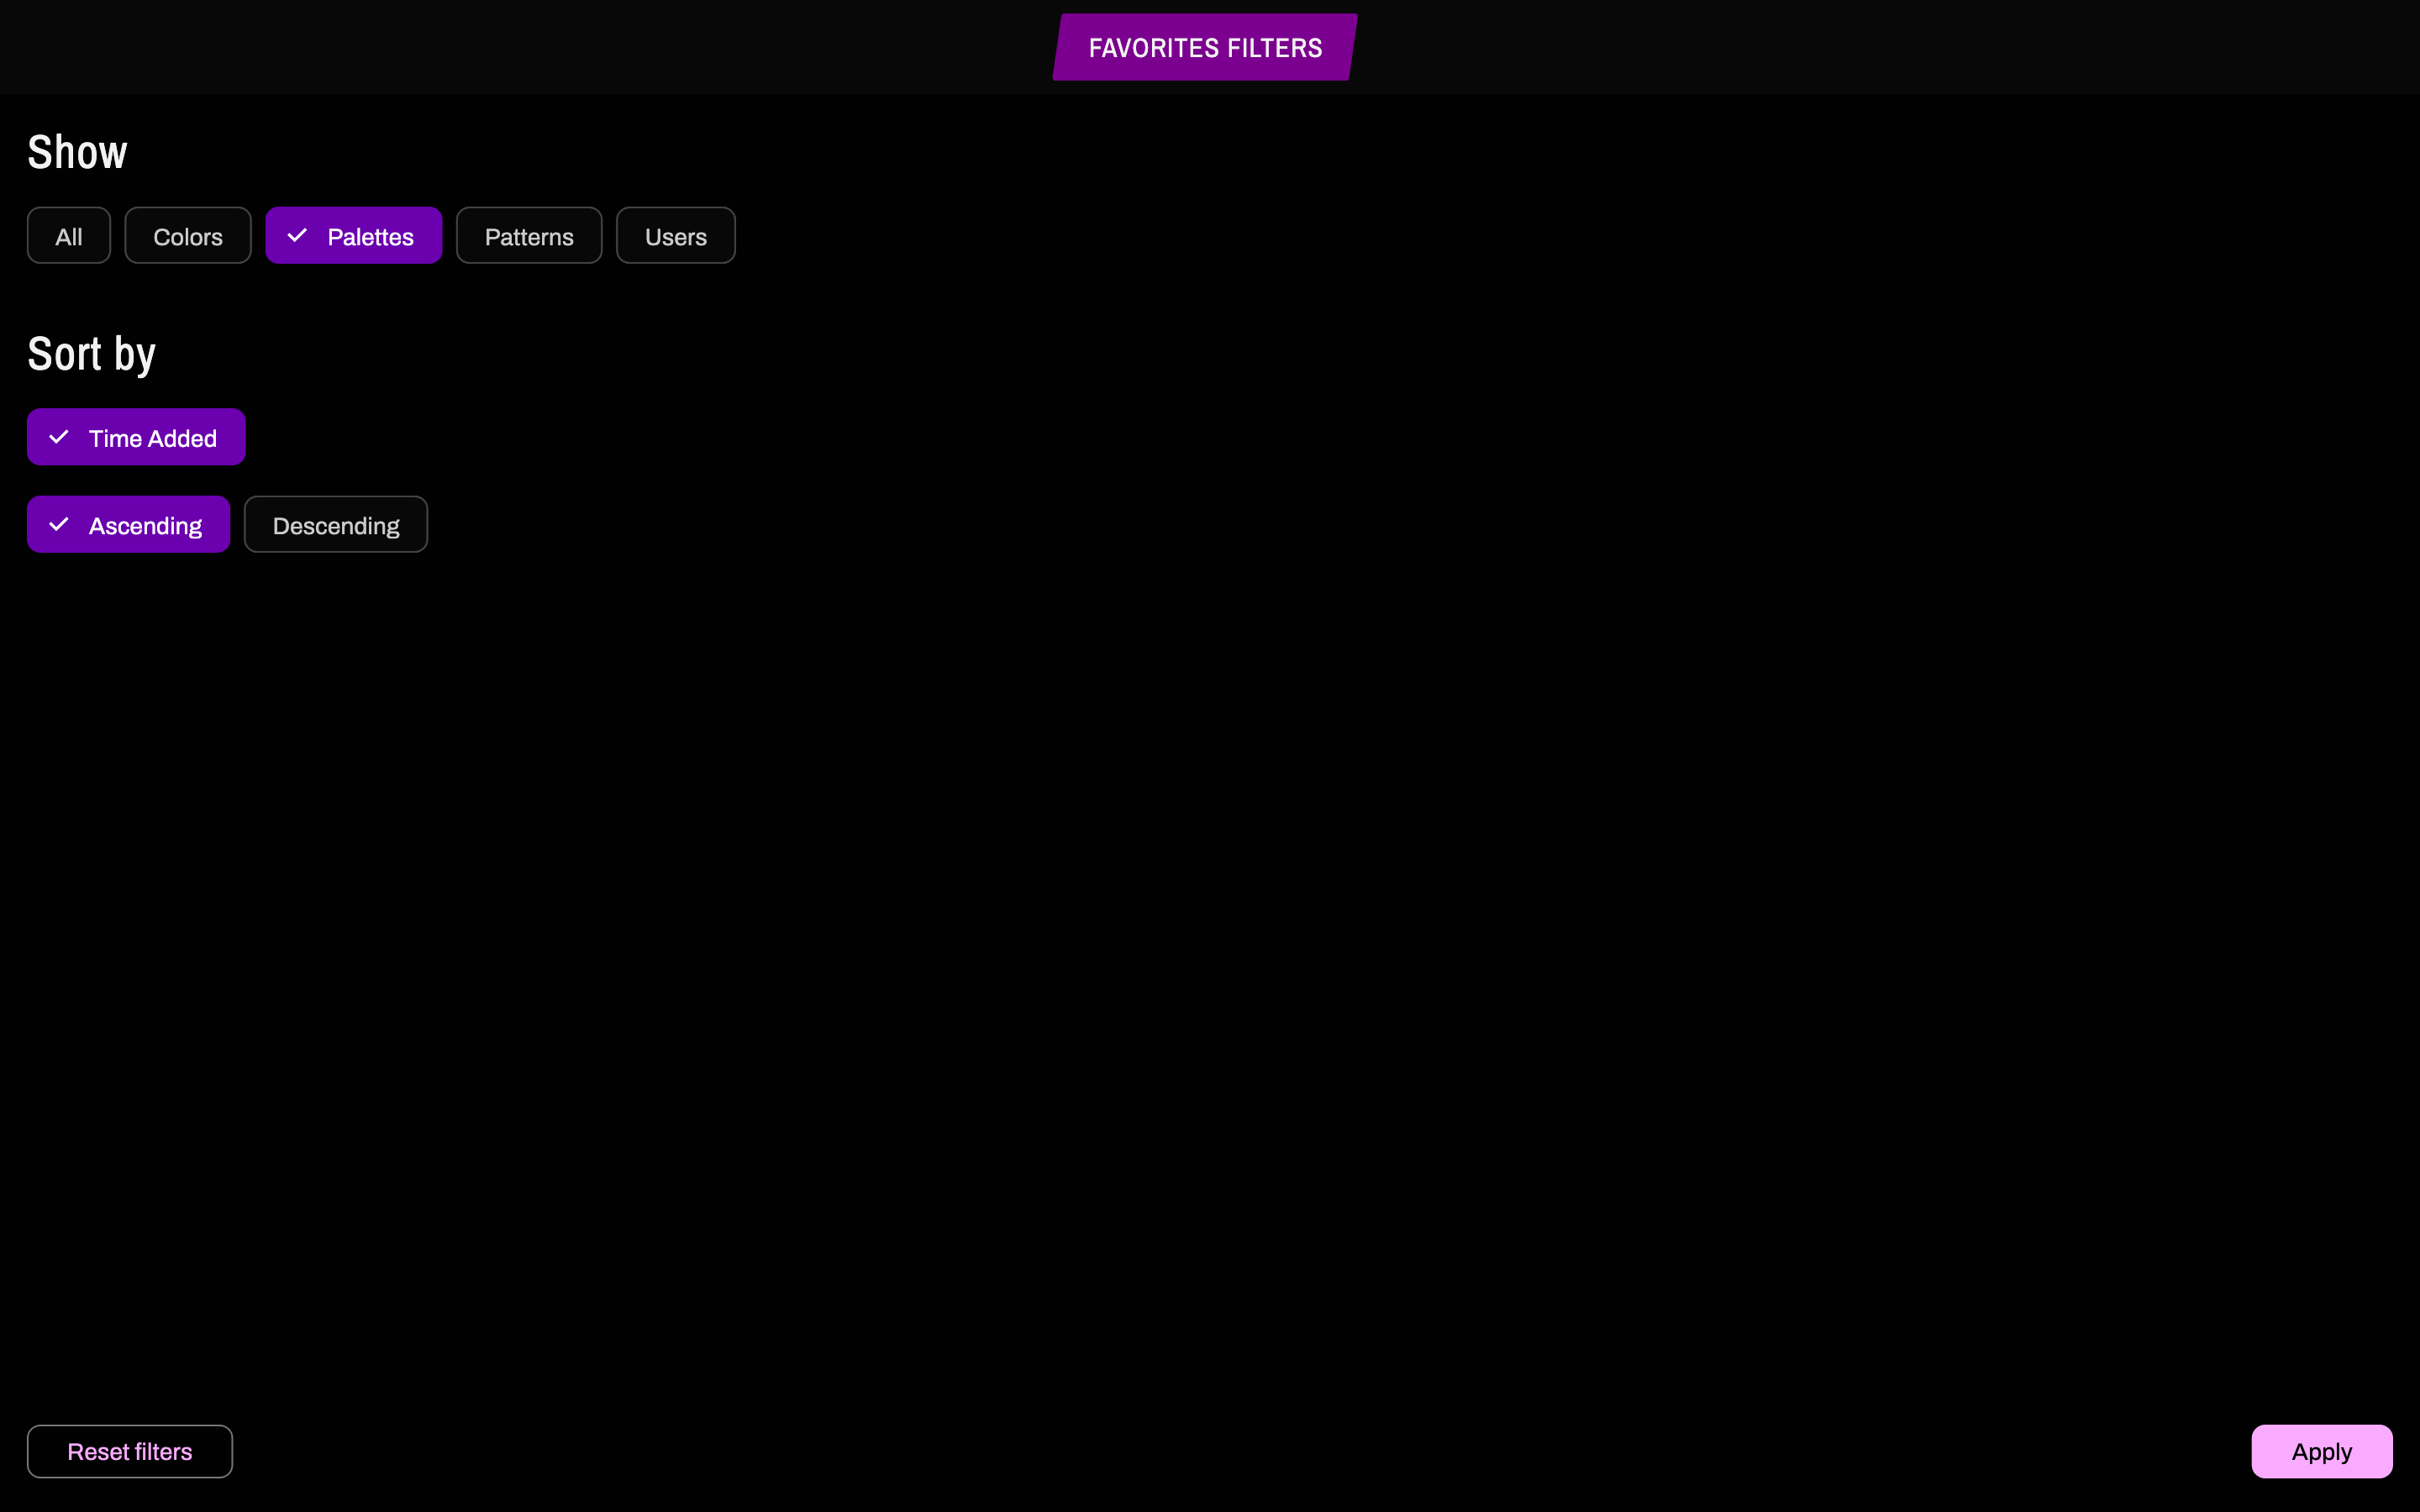 FAVORITES FILTERS
Show
All Colors Palettes Patterns Users
Sort by
Time Added
Ascending Descending
Reset filters Apply